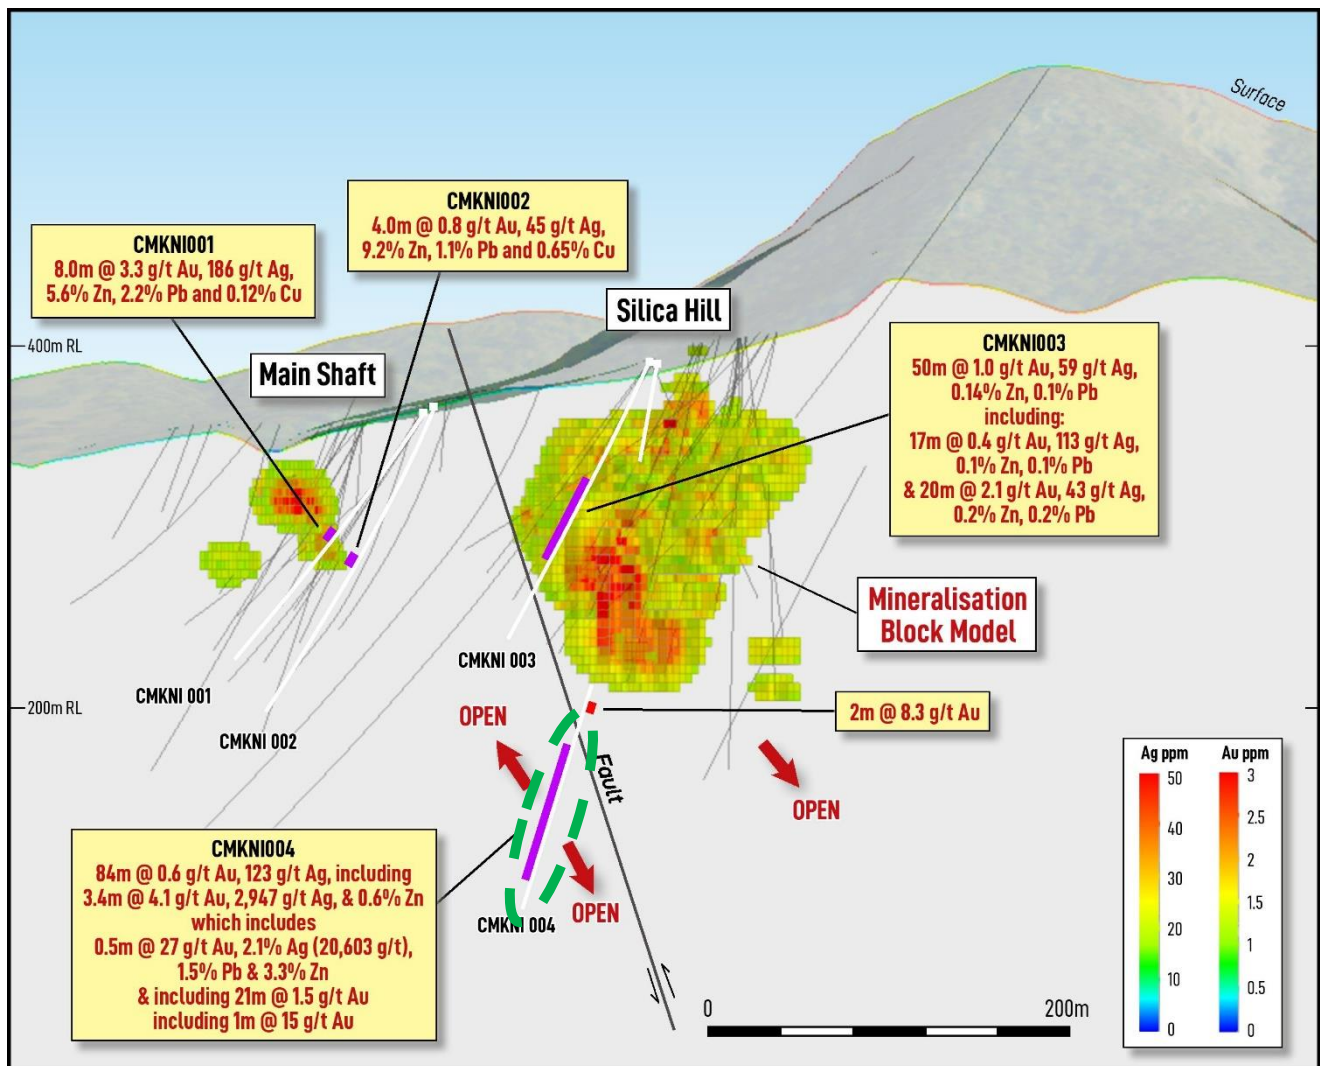 Surface
CMKNI002
4.0m @ 0.8 g/t Au, 45 g/t Ag,
9.2% Zn, 1.1% Pb and 0.65% Cu
CMKNI001
8.0m @ 3.3 g/t Au, 186 g/t Ag,
5.6% Zn, 2.2% Pb and 0.12% Cu
Silica Hill
400m RL
Main Shaft
CMKNI003
50m @ 1.0 g/t Au, 59 g/t Ag,
0.14% Zn, 0.1% Pb
including:
17m @ 0.4 g/t Au, 113 g/t Ag,
0.1% Zn, 0.1% Pb
& 20m @ 2.1 g/t Au, 43 g/t Ag,
0.2% Zn, 0.2% Pb
Mineralisation
Block Model
CMKNI 003
CMKNI 001
CMKNI 002
200m RL
OPEN
2m @ 8.3 g/t Au
Fault
OPEN
CMKNI004
84m @ 0.6 g/t Au, 123 g/t Ag, including
3.4m @ 4.1 g/t Au, 2,947 g/t Ag, & 0.6% Zn
which includes
0.5m @ 27 g/t Au, 2.1% Ag (20,603 g/t),
1.5% Pb & 3.3% Zn
& including 21m @ 1.5 g/t Au
including 1m @ 15 g/t Au
OPEN
CMKNI 004
0 200m
Ag ppm Au ppm
50 3
40 2.5
30 2
20 1.5
10 1
0 0.5
0